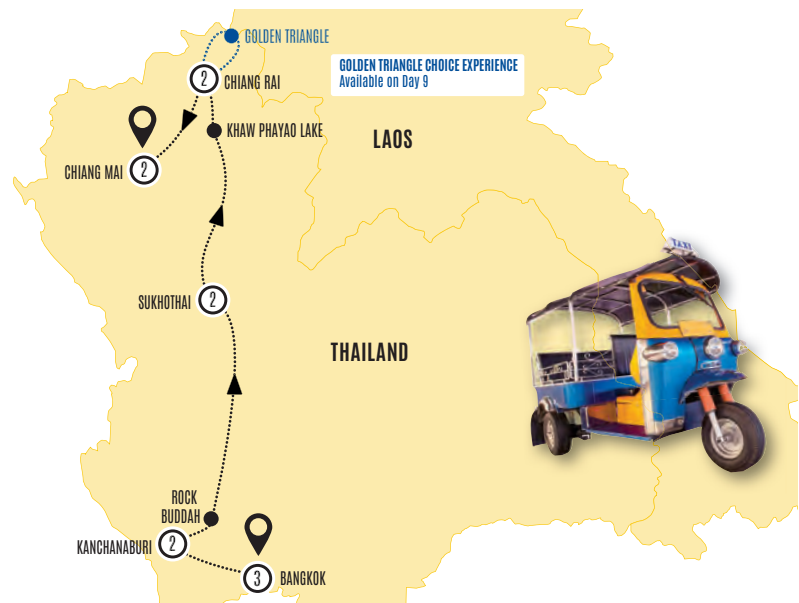 GOLDEN TRIANGLE
GOLDEN TRIANGLE CHOICE EXPERIENCE
Available on Day 9
2
CHIANG RAI
KHAW PHAYAO LAKE
LAOS
CHIANG MAI
2
SUKHOTHAI
2
THAILAND
TAXI
ROCK
BUDDAH
KANCHANABURI
2
3
BANGKOK